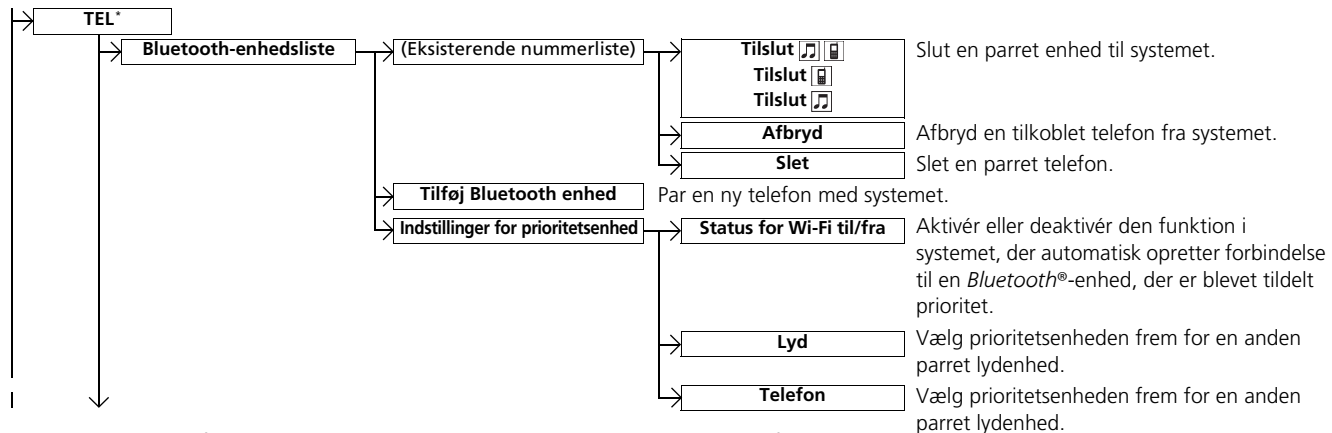 TEL*
Bluetooth-enhedsliste
(Eksisterende nummerliste)
Tilslut
Slut en parret enhed til systemet.
Tilslut
Tilslut
Afbryd
Afbryd en tilkoblet telefon fra systemet.
Slet
Slet en parret telefon.
Tilføj Bluetooth enhed
Par en ny telefon med systemet.
Indstillinger for prioritetsenhed
Status for Wi-Fi til/fra
Aktivér eller deaktivér den funktion i
systemet, der automatisk opretter forbindelse
til en Bluetooth®-enhed, der er blevet tildelt
prioritet.
Lyd
Vælg prioritetsenheden frem for en anden
parret lydenhed.
Telefon
Vælg prioritetsenheden frem for en anden
parret lydenhed.